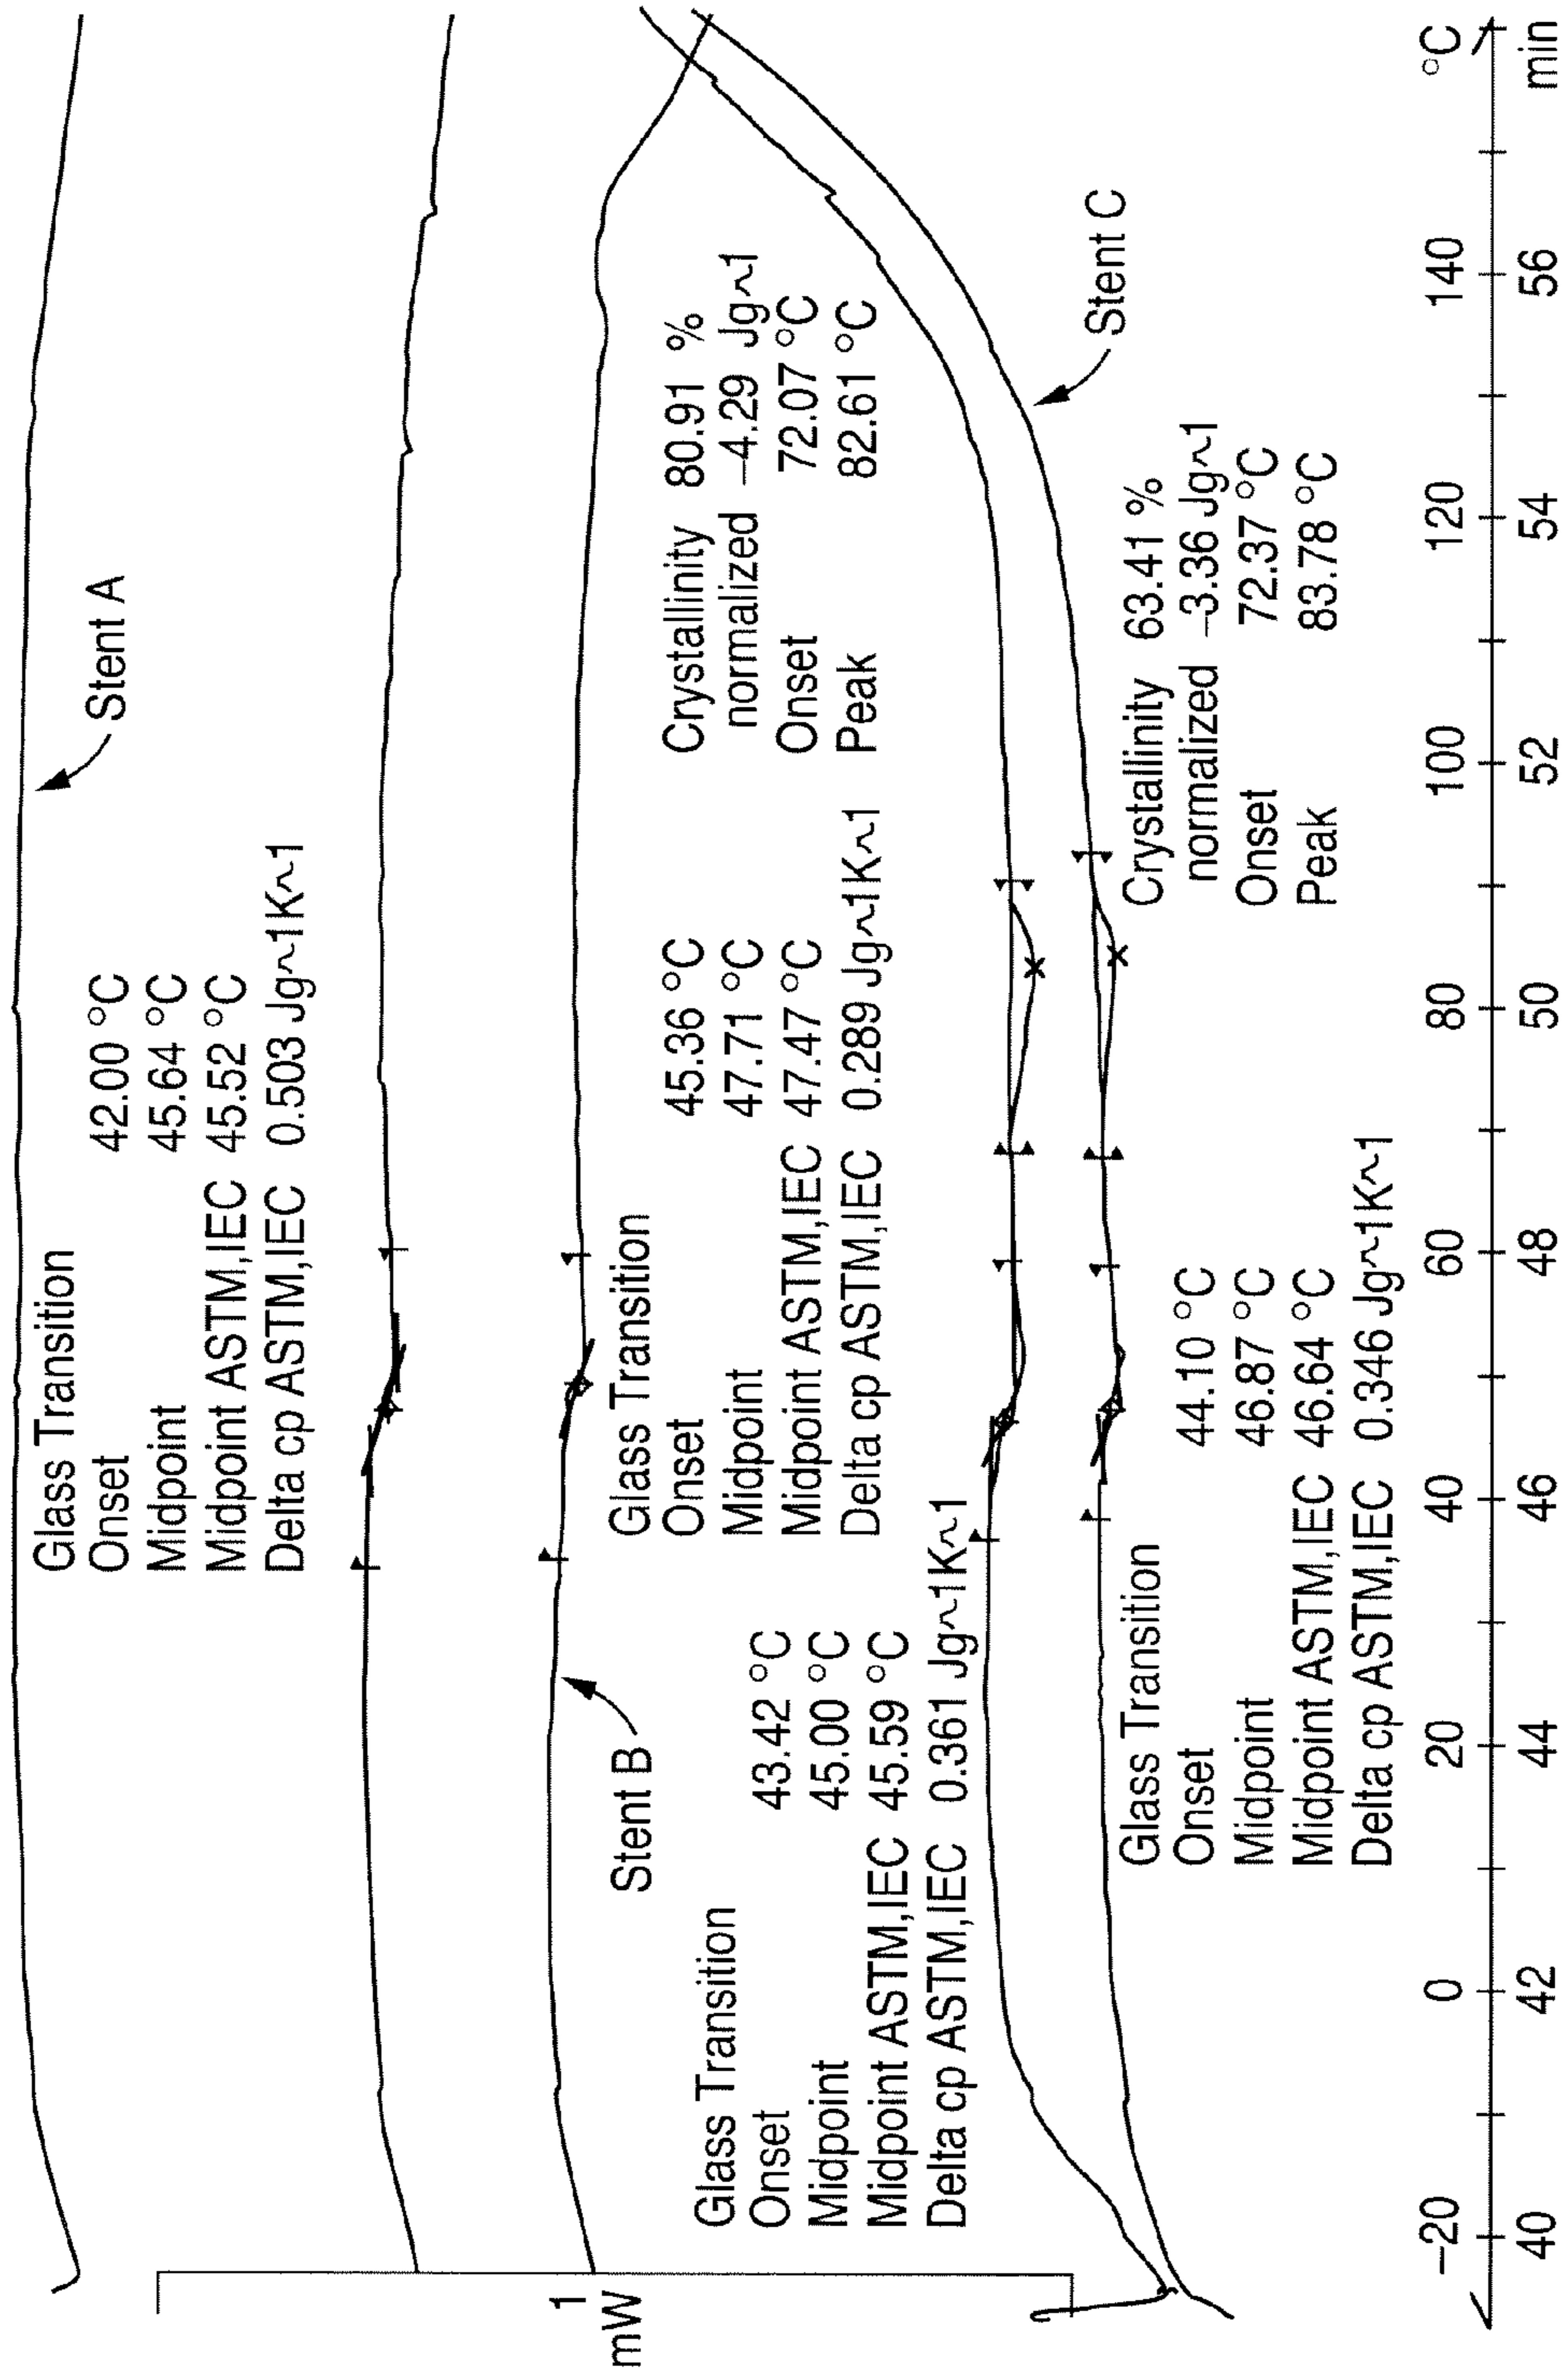 Stent A
Glass Transition
Onset 42.00 °C
Midpoint 45.64 °C
Midpoint ASTM,IEC 45.52 °C
Delta cp ASTM,IEC 0.503 Jg^1K^1
1
mW
Stent B
Glass Transition
Onset 45.36 °C
Midpoint 47.71 °C
Midpoint ASTM,IEC 47.47 °C
Delta cp ASTM,IEC 0.289 Jg^1K^1
Crystallinity 80.91 %
normalized –4.29 Jg^1
Onset 72.07 °C
Peak 82.61 °C
Glass Transition
Onset 43.42 °C
Midpoint 45.00 °C
Midpoint ASTM,IEC 45.59 °C
Delta cp ASTM,IEC 0.361 Jg^1K^1
Stent C
Crystallinity 63.41 %
normalized –3.36 Jg^1
Onset 72.37 °C
Peak 83.78 °C
Glass Transition
Onset 44.10 °C
Midpoint 46.87 °C
Midpoint ASTM,IEC 46.64 °C
Delta cp ASTM,IEC 0.346 Jg^1K^1
–20 0 20 40 60 80 100 120 140 °C
40 42 44 46 48 50 52 54 56 min